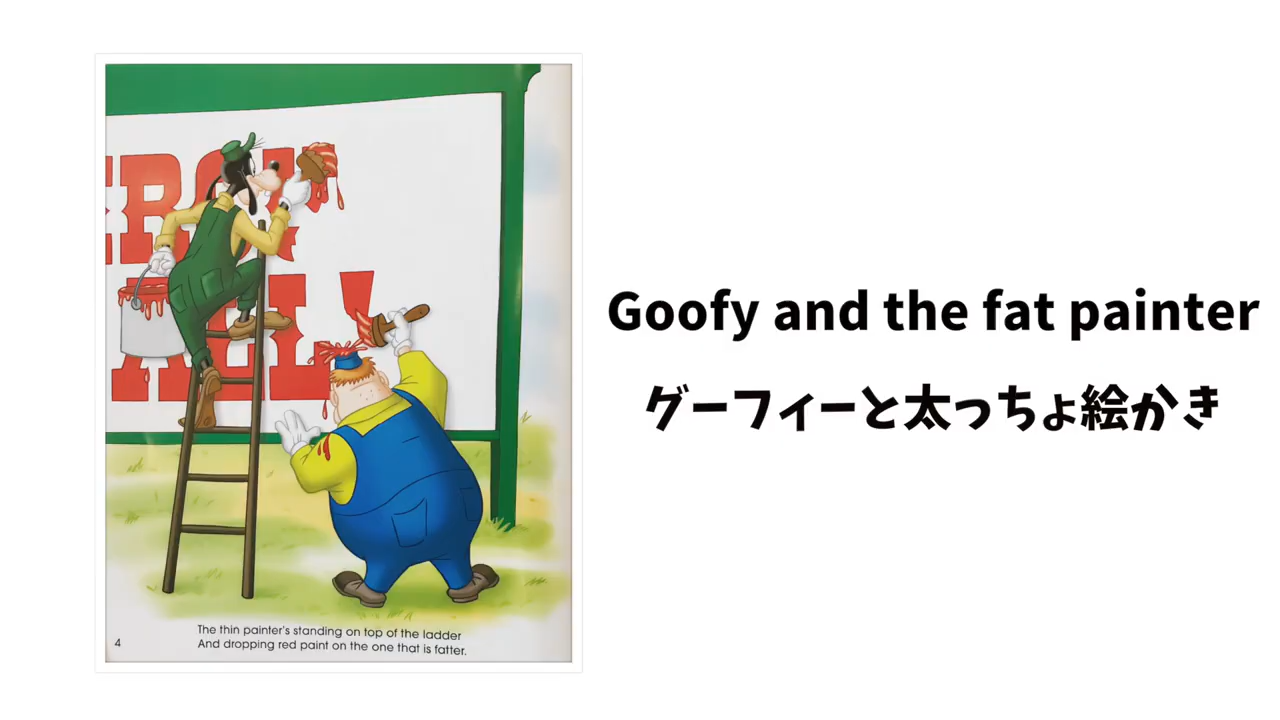 The thin painter's standing on top of the ladder
And dropping red paint on the one that is fatter.
4
Goofy and the fat painter
グーフィーと太っちょ絵かき